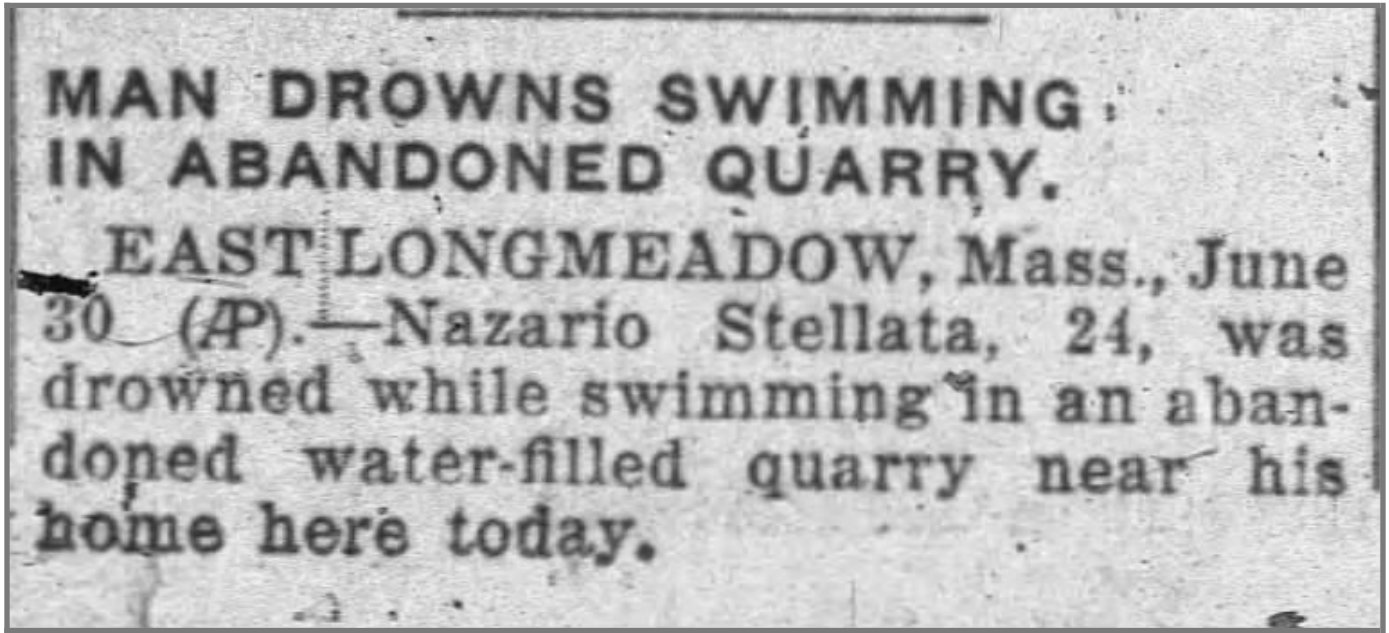 MAN DROWNS SWIMMING
IN ABANDONED QUARRY.
EAST LONGMEADOW, Mass., June
30 (AP).—Nazario Stellata, 24, was
drowned while swimming in an aban-
doned water-filled quarry near his
home here today.